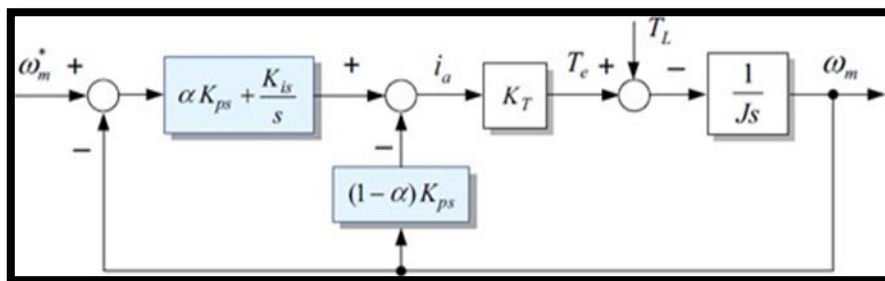 ω*m + αKps + Kis/s + ia KT Te + TL − 1/Js ωm
−
−
(1 − α) Kps